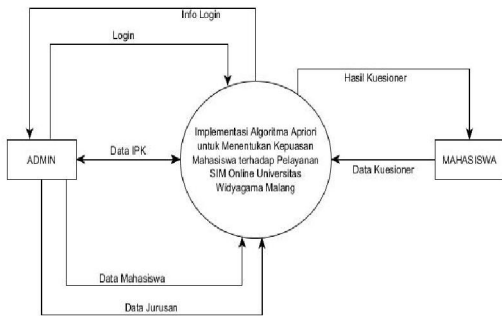 Info Login
Login
Hasil Kuesioner
Implementasi Algoritma Apriori
untuk Menentukan Kepuasan
Mahasiswa terhadap Pelayanan
SIM Online Universitas
Widyagama Malang
ADMIN
Data IPK
Data Kuesioner
MAHASISWA
Data Mahasiswa
Data Jurusan